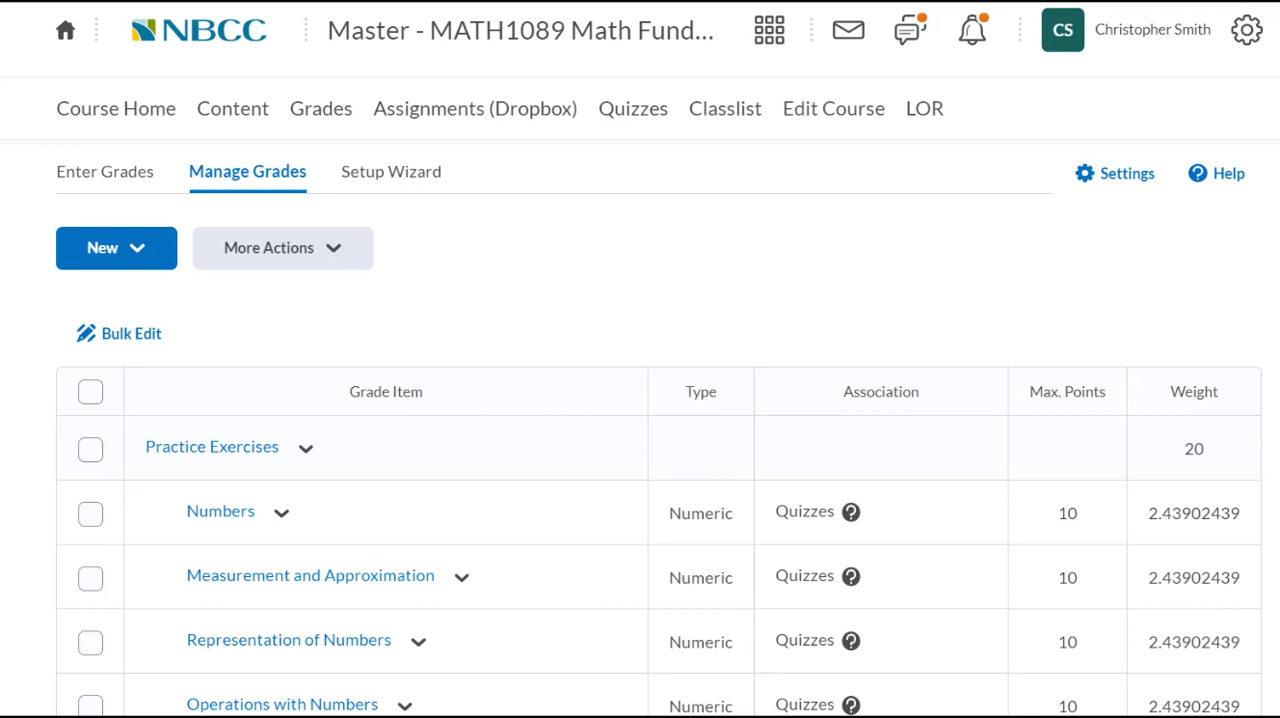 NBCC
Master - MATH1089 Math Fund...
CS
Christopher Smith
Course Home
Content
Grades
Assignments (Dropbox)
Quizzes
Classlist
Edit Course
LOR
Enter Grades
Manage Grades
Setup Wizard
Settings
Help
New
More Actions
Bulk Edit
Grade Item
Type
Association
Max. Points
Weight
Practice Exercises
20
Numbers
Numeric
Quizzes
10
2.43902439
Measurement and Approximation
Numeric
Quizzes
10
2.43902439
Representation of Numbers
Numeric
Quizzes
10
2.43902439
Operations with Numbers
Numeric
Quizzes
10
2.43902439